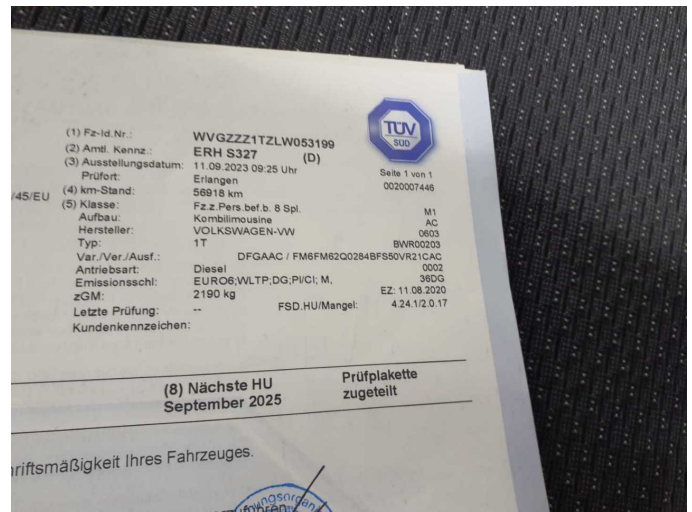 TÜV
SÜD
(1) Fz-Id.Nr.: WVGZZZ1TZLW053199
(2) Amtl. Kennz.: ERH S327 (D)
(3) Ausstellungsdatum: 11.09.2023 09:25 Uhr Seite 1 von 1
Prüfort: Erlangen 0020007446
/45/EU (4) km-Stand: 56918 km
(5) Klasse: Fz.z.Pers.bef.b. 8 Spl. M1
Aufbau: Kombilimousine AC
Hersteller: VOLKSWAGEN-VW 0603
Typ: 1T BWR00203
Var./Ver./Ausf.: DFGAAC / FM6FM62Q0284BFS50VR21CAC
Antriebsart: Diesel 0002
Emissionsschl: EURO6;WLTP;DG;PI/CI; M, 36DG
zGM: 2190 kg EZ: 11.08.2020
Letzte Prüfung: -- FSD.HU/Mangel: 4.24.1/2.0.17
Kundenkennzeichen:
(8) Nächste HU Prüfplakette
September 2025 zugeteilt
riftsmäßigkeit Ihres Fahrzeuges.